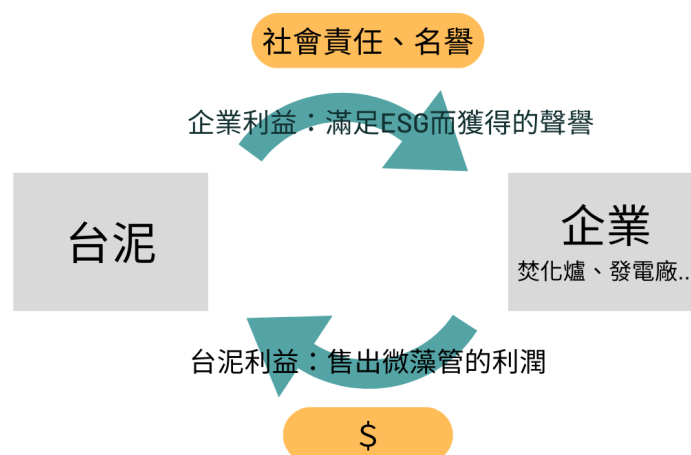 社會責任、名譽
企業利益：滿足ESG而獲得的聲譽
台泥
企業
焚化爐、發電廠...
台泥利益：售出微藻管的利潤
$